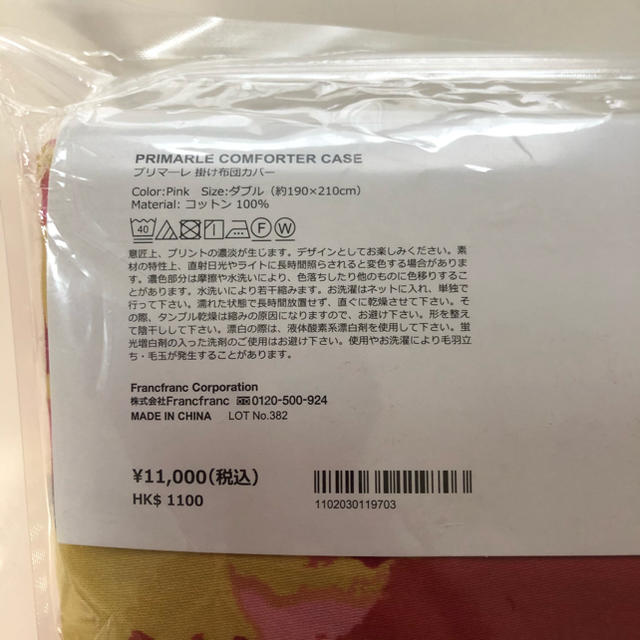 PRIMARLE COMFORTER CASE
プリマーレ 掛け布団カバー
Color:Pink Size:ダブル（約190×210cm）
Material: コットン 100%
40 F W
意匠上、プリントの濃淡が生じます。デザインとしてお楽しみください。素
材の特性上、直射日光やライトに長時間照らされると変色する場合がありま
す。濃色部分は摩擦や水洗いにより、色落ちしたり他のものに色移りするこ
とがあります。水洗いにより若干縮みます。お洗濯はネットに入れ、単独で
行って下さい。濡れた状態で長時間放置せず、直ぐに乾燥させて下さい。そ
の際、タンブル乾燥は縮みの原因になりますので、お避け下さい。形を整え
て陰干しして下さい。漂白の際は、液体酸素系漂白剤を使用して下さい。蛍
光増白剤の入った洗剤のご使用はお避け下さい。使用やお洗濯により毛羽立
ち・毛玉が発生することがあります。
Francfranc Corporation
株式会社Francfranc 0120-500-924
MADE IN CHINA LOT No.382
¥11,000(税込)
HK$ 1100
1102030119703